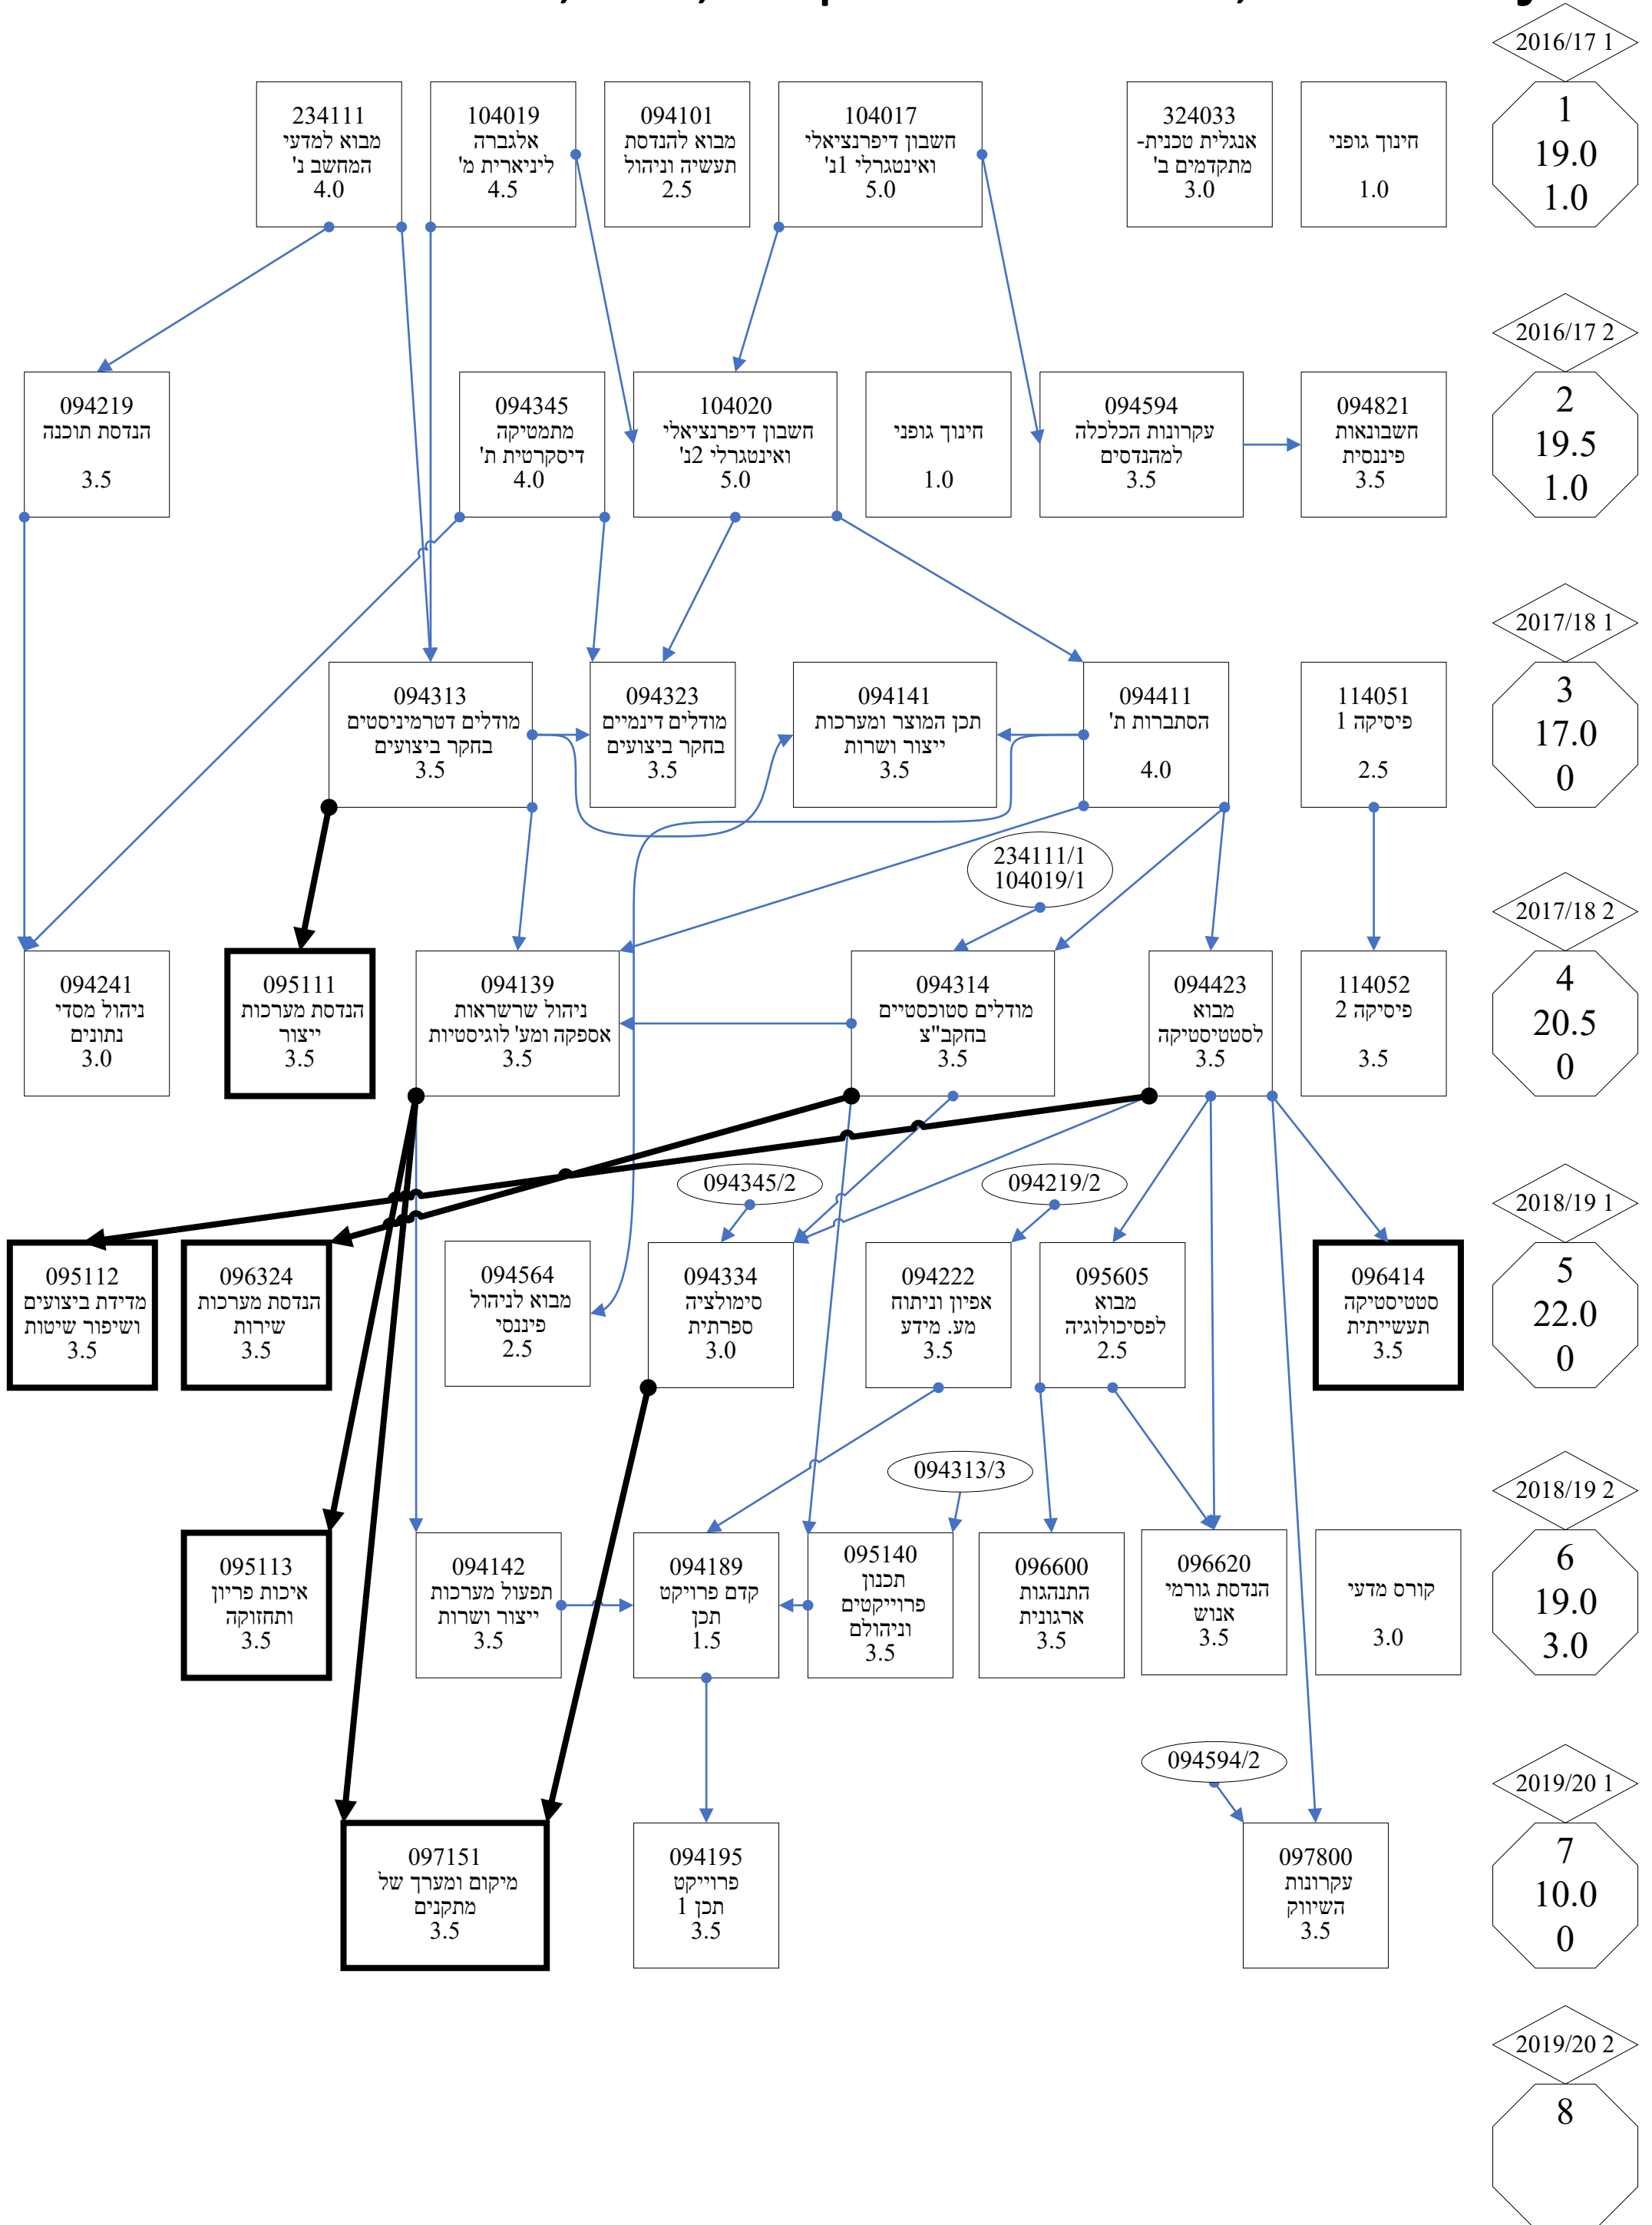 2016/17 1
1
19.0
1.0
חינוך גופני
1.0
324033
אנגלית טכנית-
מתקדמים ב'
3.0
104017
חשבון דיפרנציאלי
ואינטגרלי 1נ'
5.0
094101
מבוא להנדסת
תעשיה וניהול
2.5
104019
אלגברה
ליניארית מ'
4.5
234111
מבוא למדעי
המחשב נ'
4.0
2016/17 2
2
19.5
1.0
094821
חשבונאות
פיננסית
3.5
094594
עקרונות הכלכלה
למהנדסים
3.5
חינוך גופני
1.0
104020
חשבון דיפרנציאלי
ואינטגרלי 2נ'
5.0
094345
מתמטיקה
דיסקרטית ת'
4.0
094219
הנדסת תוכנה
3.5
2017/18 1
3
17.0
0
114051
פיסיקה 1
2.5
094411
הסתברות ת'
4.0
094141
תכן המוצר ומערכות
ייצור ושרות
3.5
094323
מודלים דינמיים
בחקר ביצועים
3.5
094313
מודלים דטרמיניסטים
בחקר ביצועים
3.5
234111/1
104019/1
2017/18 2
4
20.5
0
114052
פיסיקה 2
3.5
094423
מבוא
לסטטיסטיקה
3.5
094314
מודלים סטוכסטיים
בחקב"צ
3.5
094139
ניהול שרשראות
אספקה ומע' לוגיסטיות
3.5
095111
הנדסת מערכות
ייצור
3.5
094241
ניהול מסדי
נתונים
3.0
094219/2
094345/2
2018/19 1
5
22.0
0
096414
סטטיסטיקה
תעשייתית
3.5
095605
מבוא
לפסיכולוגיה
2.5
094222
אפיון וניתוח
מע. מידע
3.5
094334
סימולציה
ספרתית
3.0
094564
מבוא לניהול
פיננסי
2.5
096324
הנדסת מערכות
שירות
3.5
095112
מדידת ביצועים
ושיפור שיטות
3.5
094313/3
2018/19 2
6
19.0
3.0
קורס מדעי
3.0
096620
הנדסת גורמי
אנוש
3.5
096600
התנהגות
ארגונית
3.5
095140
תכנון
פרוייקטים
וניהולם
3.5
094189
קדם פרויקט
תכן
1.5
094142
תפעול מערכות
ייצור ושרות
3.5
095113
איכות פריון
ותחזוקה
3.5
094594/2
2019/20 1
7
10.0
0
097800
עקרונות
השיווק
3.5
094195
פרוייקט
תכן 1
3.5
097151
מיקום ומערך של
מתקנים
3.5
2019/20 2
8